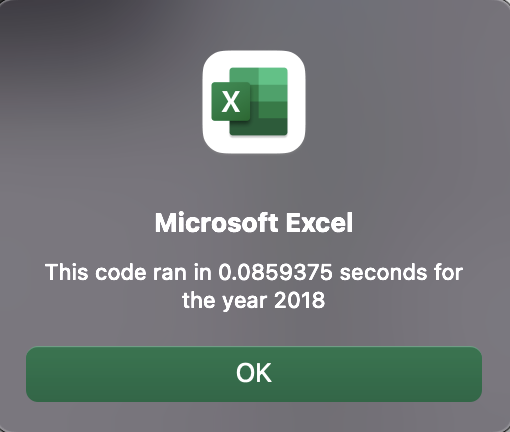 X
Microsoft Excel
This code ran in 0.0859375 seconds for
the year 2018
OK